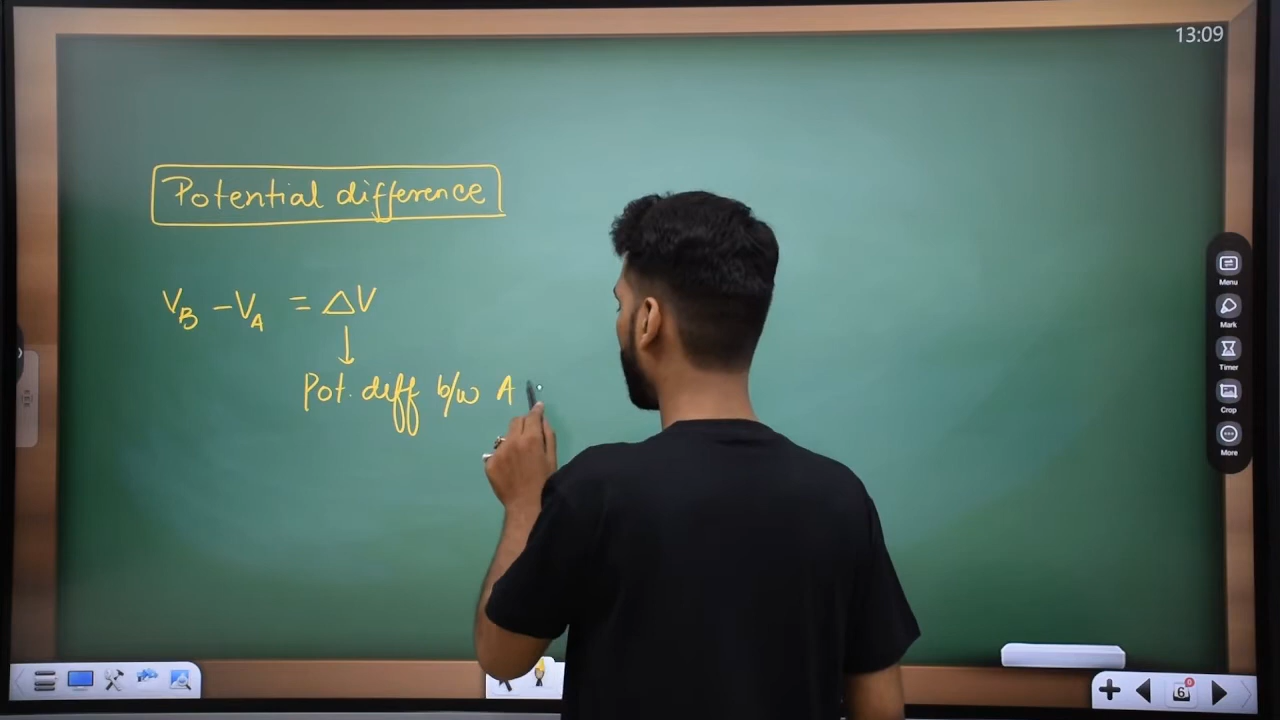 13:09
Potential difference
V_B - V_A = ΔV
↓
Pot. diff b/w A
Menu
Mark
Timer
Crop
More
6